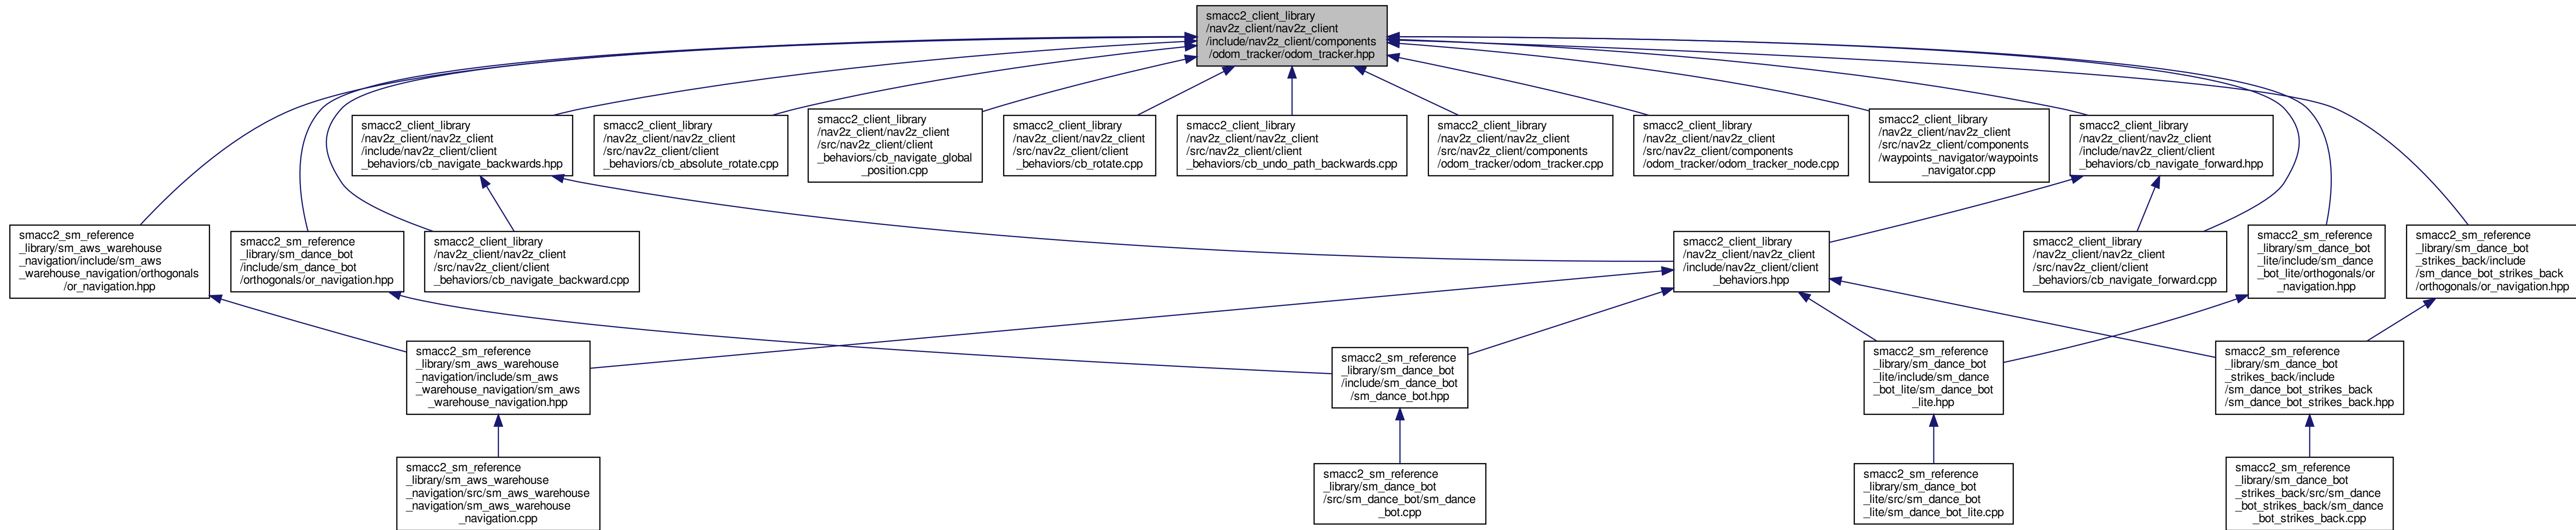 smacc2_client_library
/nav2z_client/nav2z_client
/include/nav2z_client/components
/odom_tracker/odom_tracker.hpp
smacc2_client_library
/nav2z_client/nav2z_client
/include/nav2z_client/client
_behaviors/cb_navigate_backwards.hpp
smacc2_client_library
/nav2z_client/nav2z_client
/src/nav2z_client/client
_behaviors/cb_absolute_rotate.cpp
smacc2_client_library
/nav2z_client/nav2z_client
/src/nav2z_client/client
_behaviors/cb_navigate_global
_position.cpp
smacc2_client_library
/nav2z_client/nav2z_client
/src/nav2z_client/client
_behaviors/cb_rotate.cpp
smacc2_client_library
/nav2z_client/nav2z_client
/src/nav2z_client/client
_behaviors/cb_undo_path_backwards.cpp
smacc2_client_library
/nav2z_client/nav2z_client
/src/nav2z_client/components
/odom_tracker/odom_tracker.cpp
smacc2_client_library
/nav2z_client/nav2z_client
/src/nav2z_client/components
/odom_tracker/odom_tracker_node.cpp
smacc2_client_library
/nav2z_client/nav2z_client
/src/nav2z_client/components
/waypoints_navigator/waypoints
_navigator.cpp
smacc2_client_library
/nav2z_client/nav2z_client
/include/nav2z_client/client
_behaviors/cb_navigate_forward.hpp
smacc2_sm_reference
_library/sm_aws_warehouse
_navigation/include/sm_aws
_warehouse_navigation/orthogonals
/or_navigation.hpp
smacc2_sm_reference
_library/sm_dance_bot
/include/sm_dance_bot
/orthogonals/or_navigation.hpp
smacc2_client_library
/nav2z_client/nav2z_client
/src/nav2z_client/client
_behaviors/cb_navigate_backward.cpp
smacc2_client_library
/nav2z_client/nav2z_client
/include/nav2z_client/client
_behaviors.hpp
smacc2_client_library
/nav2z_client/nav2z_client
/src/nav2z_client/client
_behaviors/cb_navigate_forward.cpp
smacc2_sm_reference
_library/sm_dance_bot
_lite/include/sm_dance
_bot_lite/orthogonals/or
_navigation.hpp
smacc2_sm_reference
_library/sm_dance_bot
_strikes_back/include
/sm_dance_bot_strikes_back
/orthogonals/or_navigation.hpp
smacc2_sm_reference
_library/sm_aws_warehouse
_navigation/include/sm_aws
_warehouse_navigation/sm_aws
_warehouse_navigation.hpp
smacc2_sm_reference
_library/sm_dance_bot
/include/sm_dance_bot
/sm_dance_bot.hpp
smacc2_sm_reference
_library/sm_dance_bot
_lite/include/sm_dance
_bot_lite/sm_dance_bot
_lite.hpp
smacc2_sm_reference
_library/sm_dance_bot
_strikes_back/include
/sm_dance_bot_strikes_back
/sm_dance_bot_strikes_back.hpp
smacc2_sm_reference
_library/sm_aws_warehouse
_navigation/src/sm_aws_warehouse
_navigation/sm_aws_warehouse
_navigation.cpp
smacc2_sm_reference
_library/sm_dance_bot
/src/sm_dance_bot/sm_dance
_bot.cpp
smacc2_sm_reference
_library/sm_dance_bot
_lite/src/sm_dance_bot
_lite/sm_dance_bot_lite.cpp
smacc2_sm_reference
_library/sm_dance_bot
_strikes_back/src/sm_dance
_bot_strikes_back/sm_dance
_bot_strikes_back.cpp